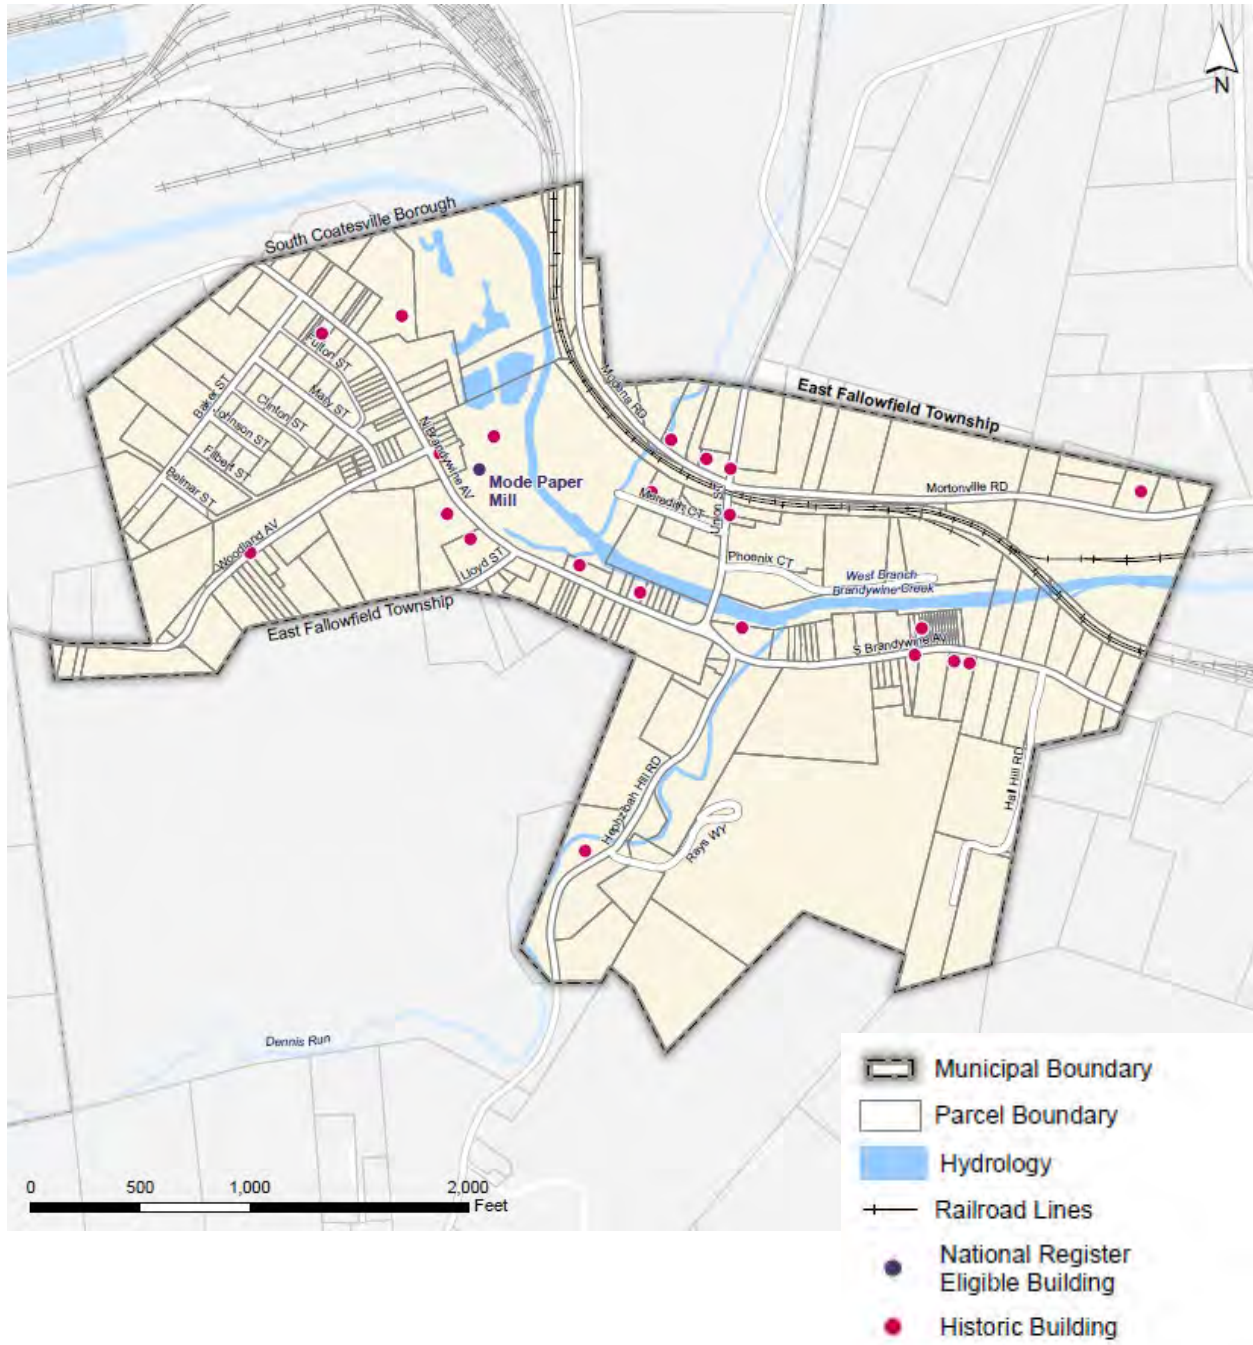 N
South Coatesville Borough
Fulton ST
Baker ST
Mary ST
Clinton ST
Johnson ST
Filbert ST
Belmar ST
N Brandywine AV
Modena RD
East Fallowfield Township
Mode Paper
Mill
Mortonville RD
Meredith CT
Union ST
Woodland AV
Lloyd ST
Phoenix CT
West Branch
Brandywine Creek
East Fallowfield Township
S Brandywine AV
Hephzibah Hill RD
Rays WY
Hall Hill RD
Dennis Run
0 500 1,000 2,000
Feet
Municipal Boundary
Parcel Boundary
Hydrology
Railroad Lines
National Register
Eligible Building
Historic Building